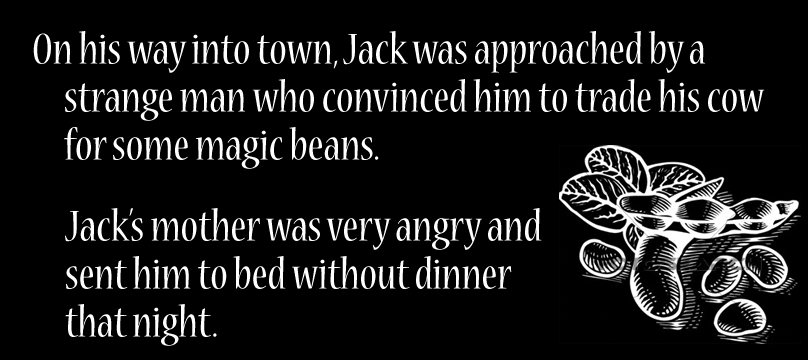 On his way into town, Jack was approached by a
strange man who convinced him to trade his cow
for some magic beans.
Jack's mother was very angry and
sent him to bed without dinner
that night.